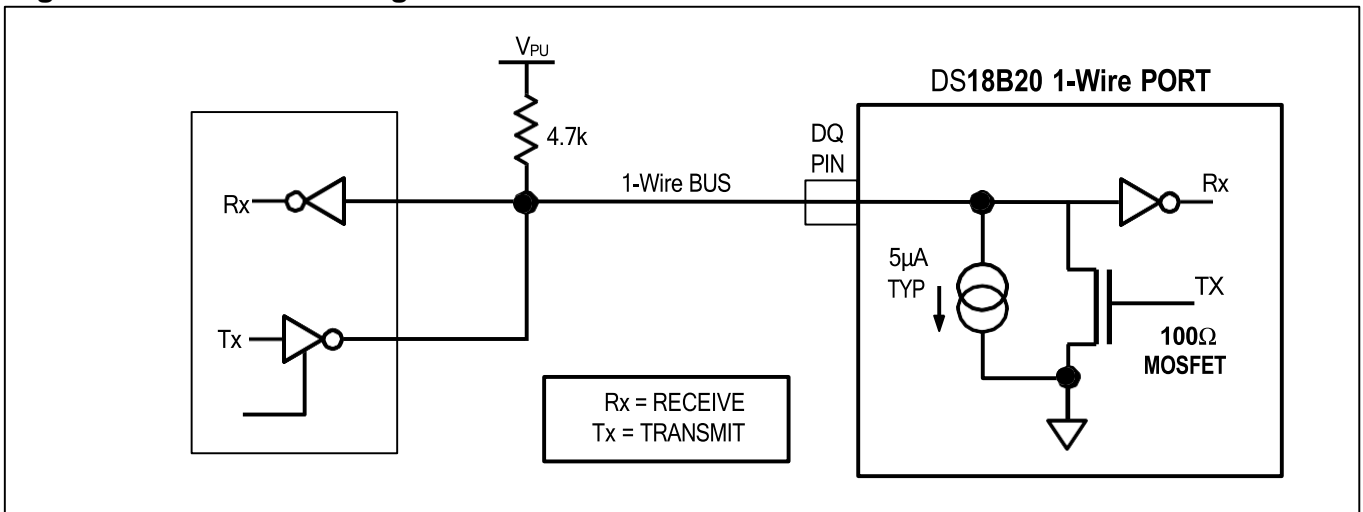 V_PU
4.7k
Rx
Tx
1-Wire BUS
Rx = RECEIVE
Tx = TRANSMIT
DS18B20 1-Wire PORT
DQ
PIN
Rx
5µA
TYP
TX
100Ω
MOSFET